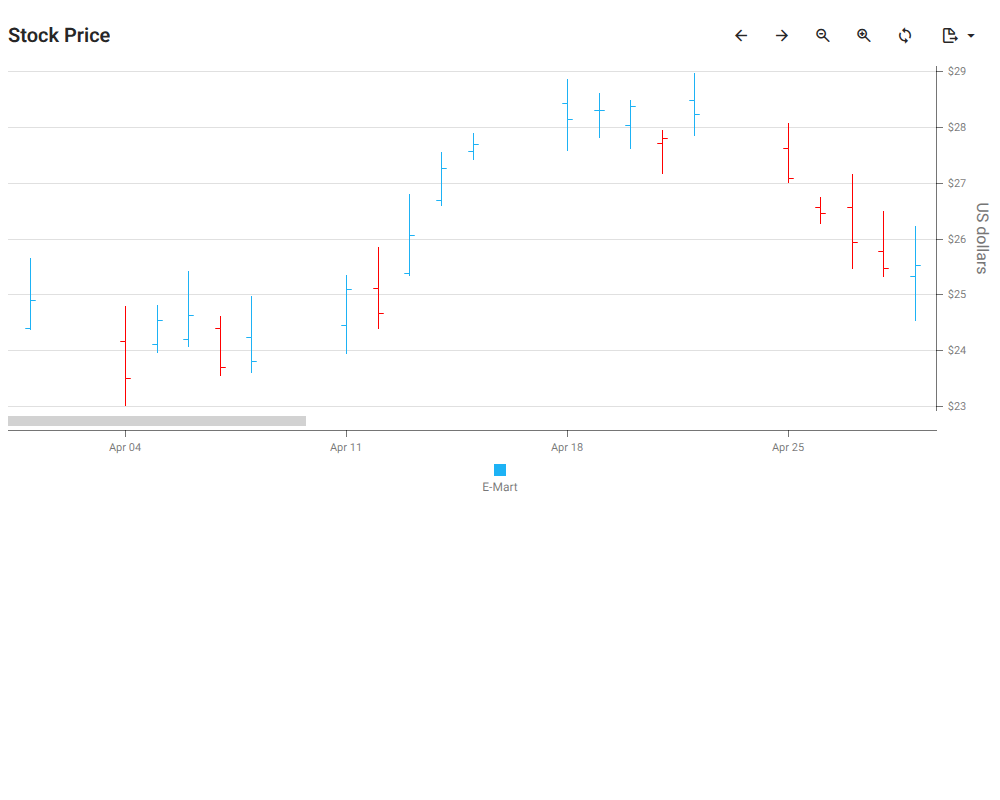 Stock Price
$29
$28
$27
$26
$25
$24
$23
US dollars
Apr 04
Apr 11
Apr 18
Apr 25
E-Mart